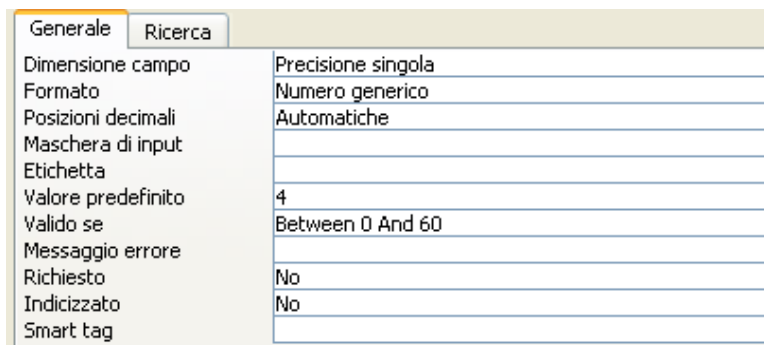 Generale Ricerca
Dimensione campo Precisione singola
Formato Numero generico
Posizioni decimali Automatiche
Maschera di input
Etichetta
Valore predefinito 4
Valido se Between 0 And 60
Messaggio errore
Richiesto No
Indicizzato No
Smart tag